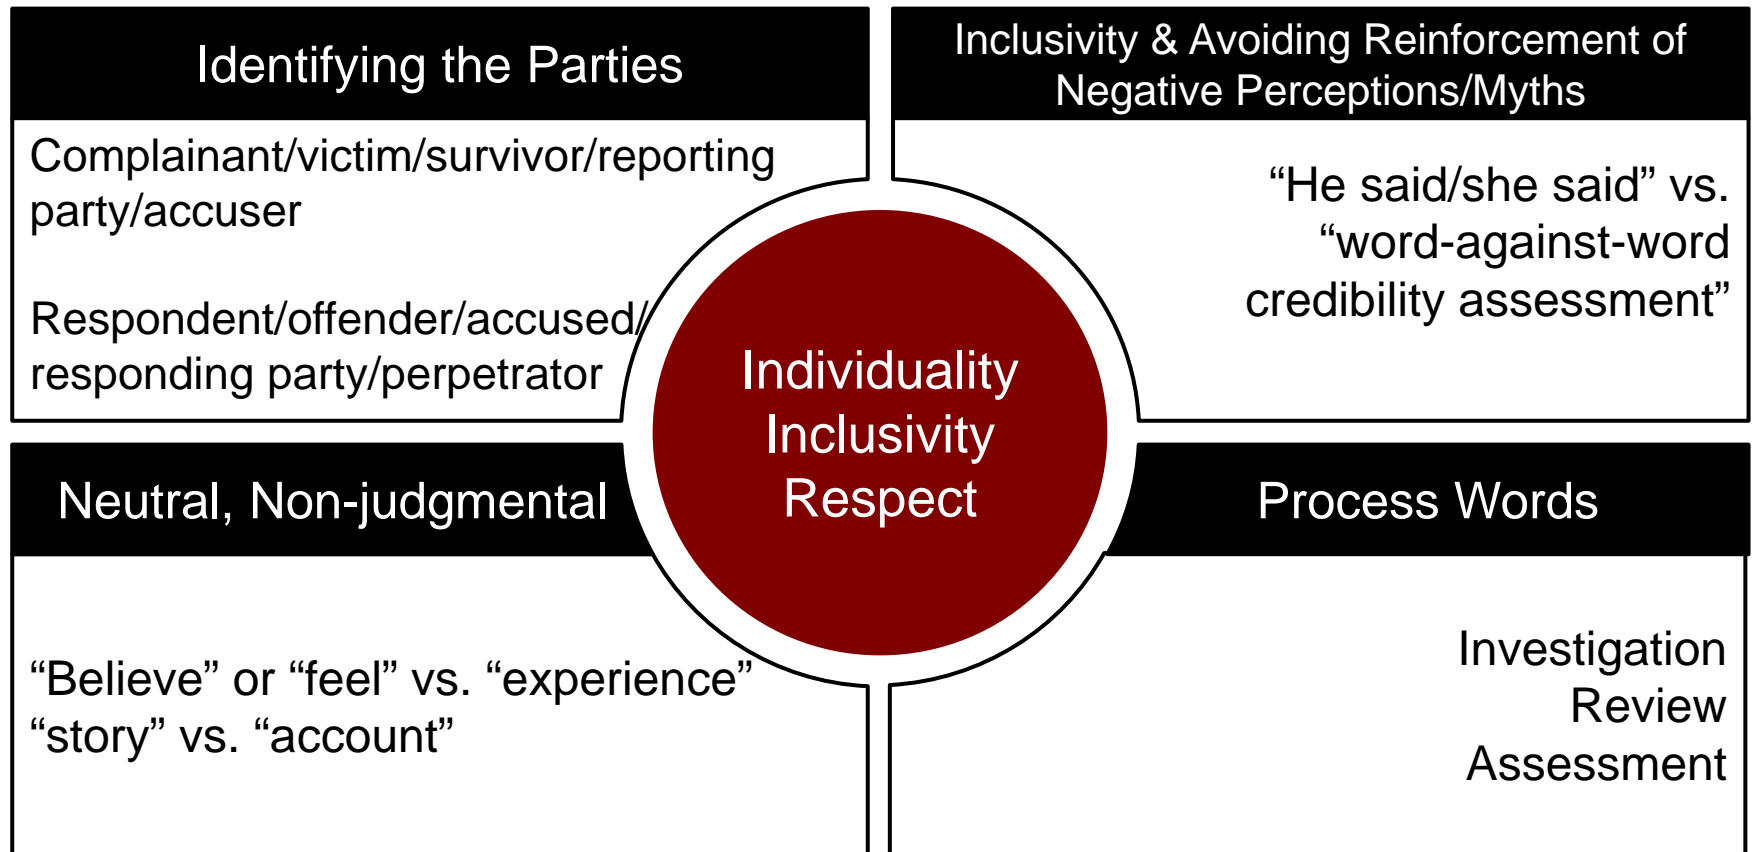 Identifying the Parties
Complainant/victim/survivor/reporting
party/accuser
Respondent/offender/accused/
responding party/perpetrator
Inclusivity & Avoiding Reinforcement of
Negative Perceptions/Myths
“He said/she said” vs.
“word-against-word
credibility assessment”
Individuality
Inclusivity
Respect
Neutral, Non-judgmental
“Believe” or “feel” vs. “experience”
“story” vs. “account”
Process Words
Investigation
Review
Assessment